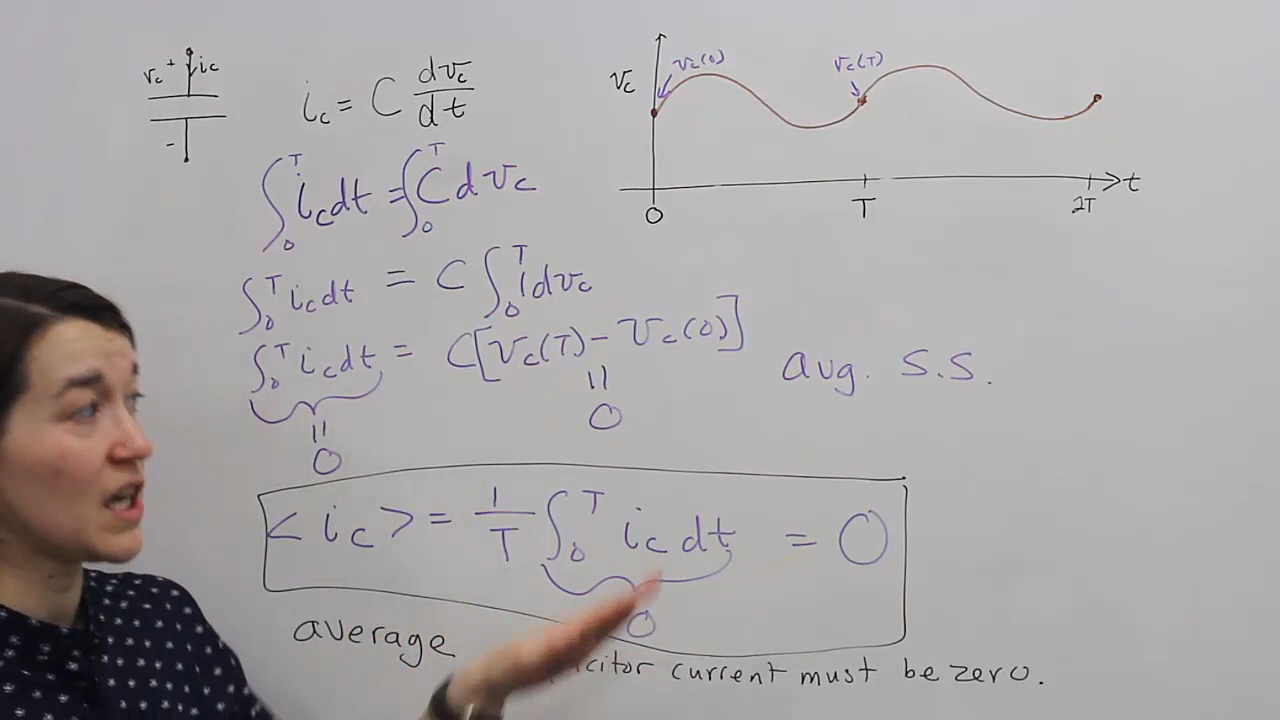 v_c + i_c
-
i_c = C dv_c/dt
∫₀ᵀ i_c dt = ∫₀ᵀ C dv_c
∫₀ᵀ i_c dt = C ∫₀ᵀ 1 dv_c
∫₀ᵀ i_c dt = C[v_c(T) - v_c(0)]
= 0
= 0
v_c
v_c(0)
v_c(T)
0 T 2T t
avg. S.S.
<i_c> = 1/T ∫₀ᵀ i_c dt = 0
0
average
citor current must be zero.